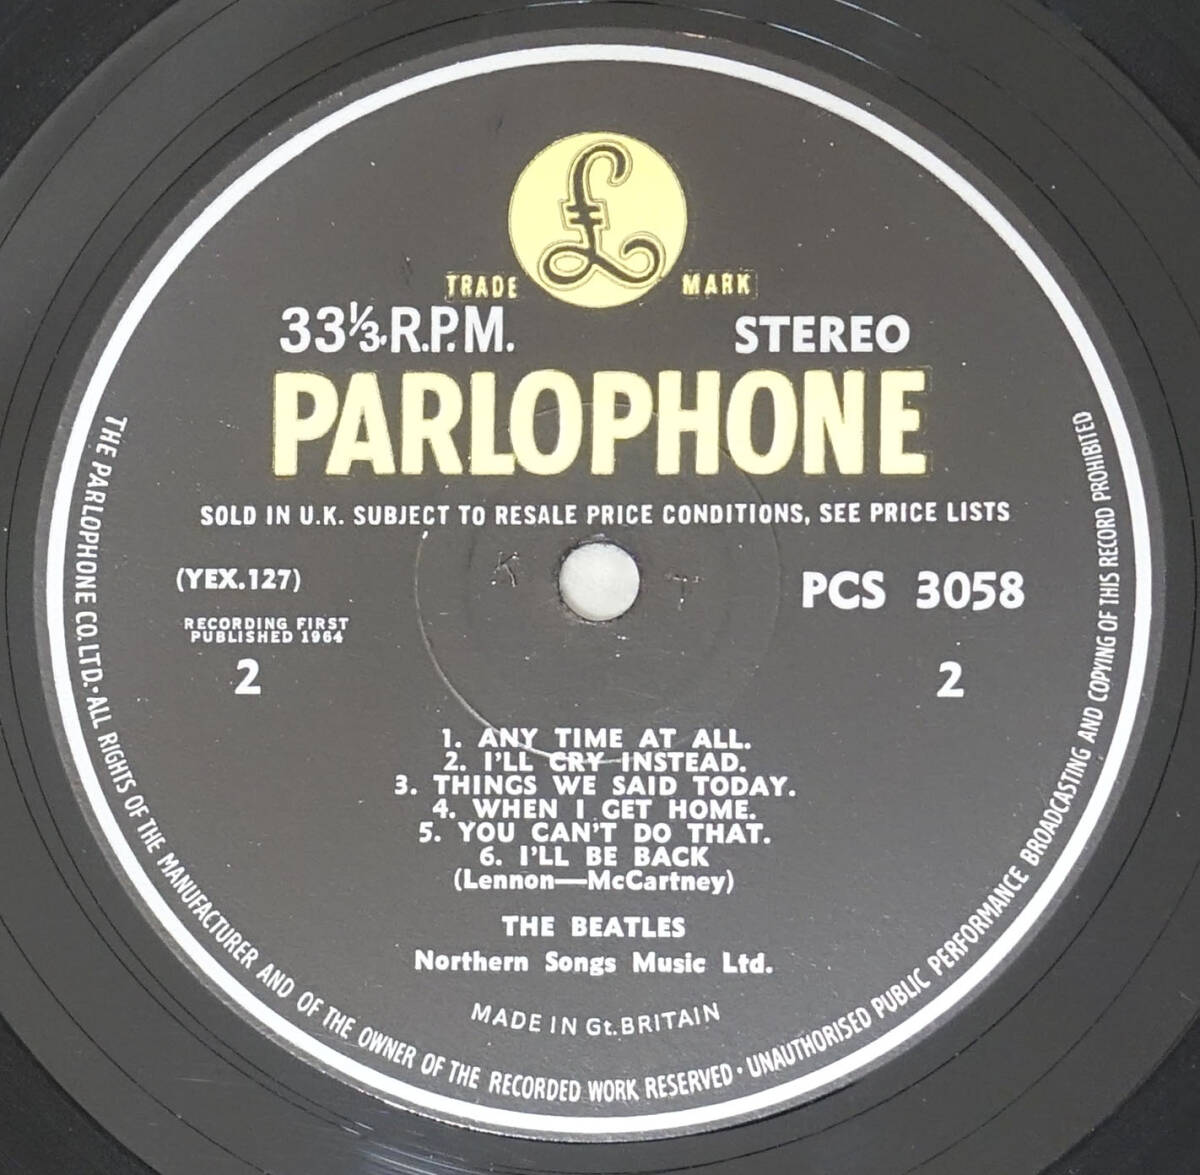 £
TRADE MARK
33⅓ R.P.M. STEREO
PARLOPHONE
SOLD IN U.K. SUBJECT TO RESALE PRICE CONDITIONS, SEE PRICE LISTS
(YEX.127) PCS 3058
RECORDING FIRST
PUBLISHED 1964
2 2
K T
1. ANY TIME AT ALL.
2. I'LL CRY INSTEAD.
3. THINGS WE SAID TODAY.
4. WHEN I GET HOME.
5. YOU CAN'T DO THAT.
6. I'LL BE BACK
(Lennon—McCartney)
THE BEATLES
Northern Songs Music Ltd.
MADE IN Gt. BRITAIN
THE PARLOPHONE CO. LTD. · ALL RIGHTS OF THE MANUFACTURER AND OF THE OWNER OF THE RECORDED WORK RESERVED · UNAUTHORISED PUBLIC PERFORMANCE BROADCASTING AND COPYING OF THIS RECORD PROHIBITED